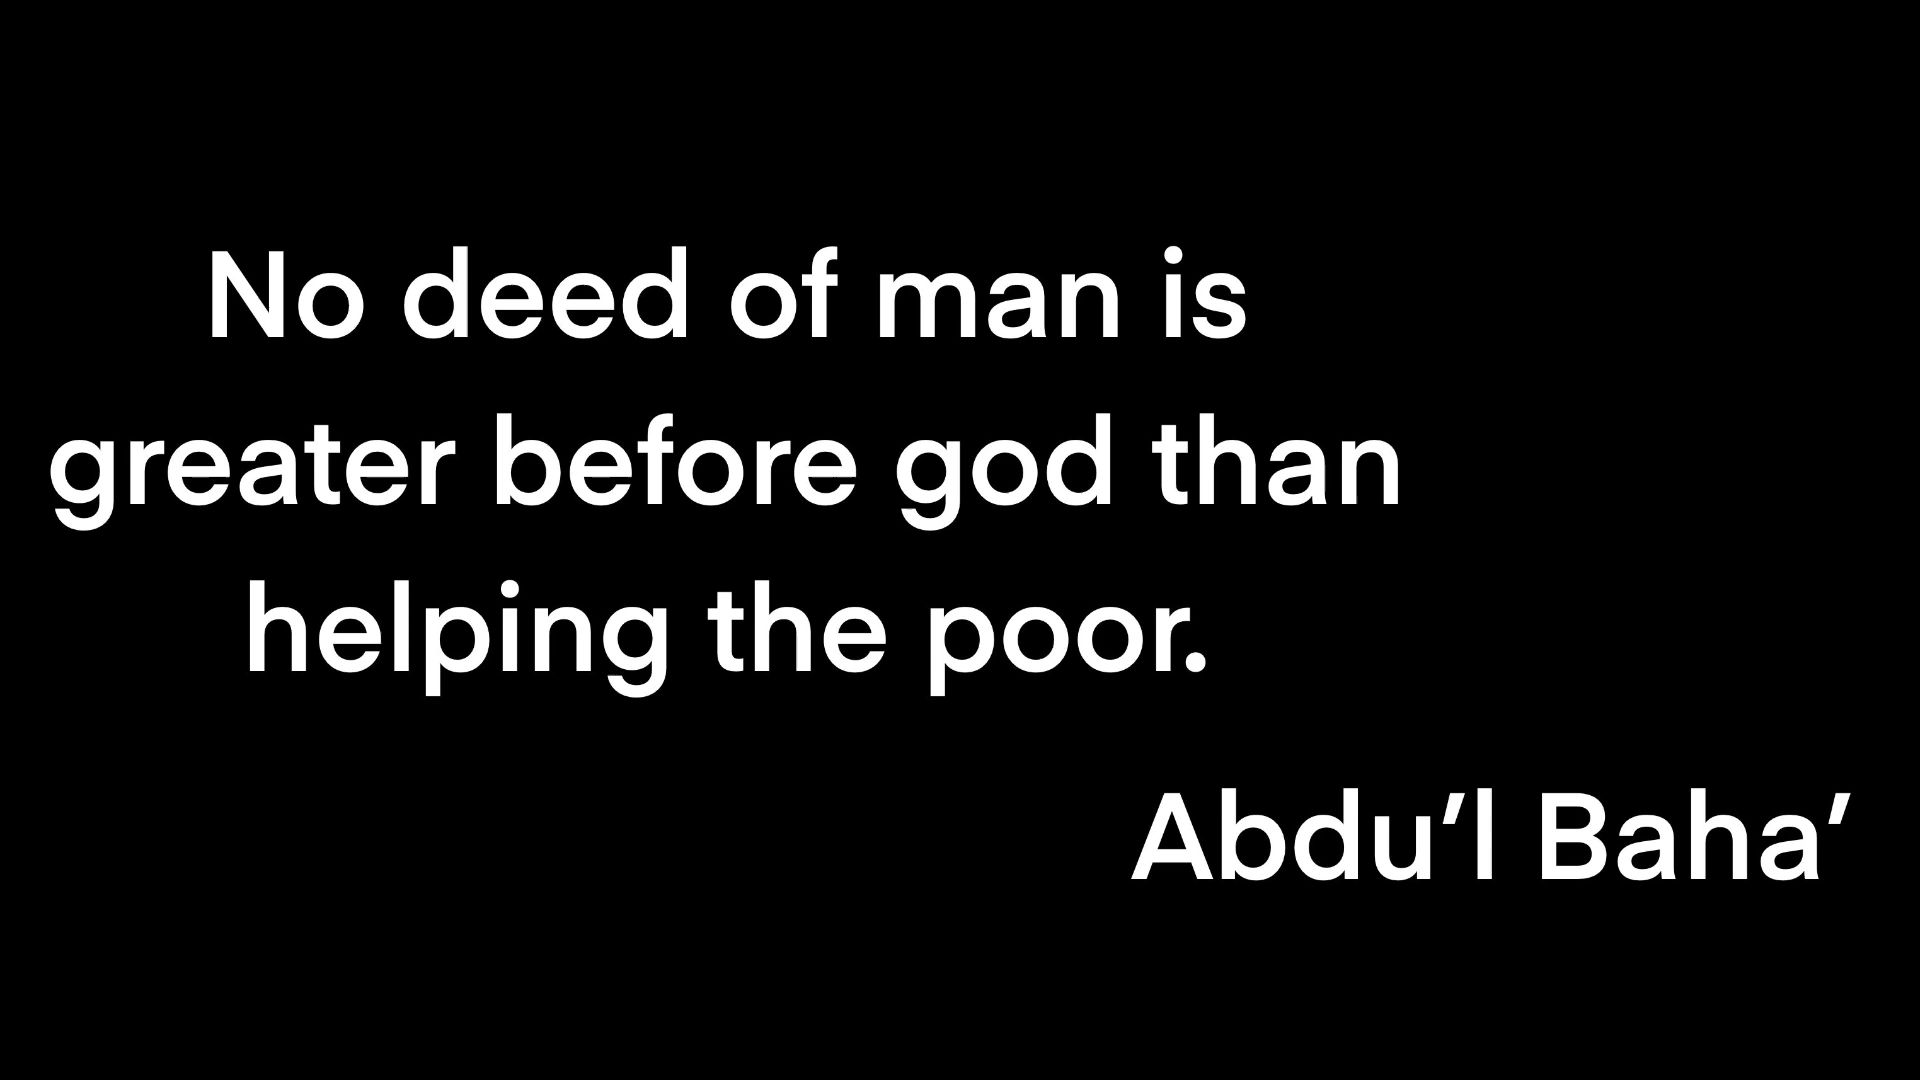 No deed of man is
greater before god than
helping the poor.
Abdu’l Baha’